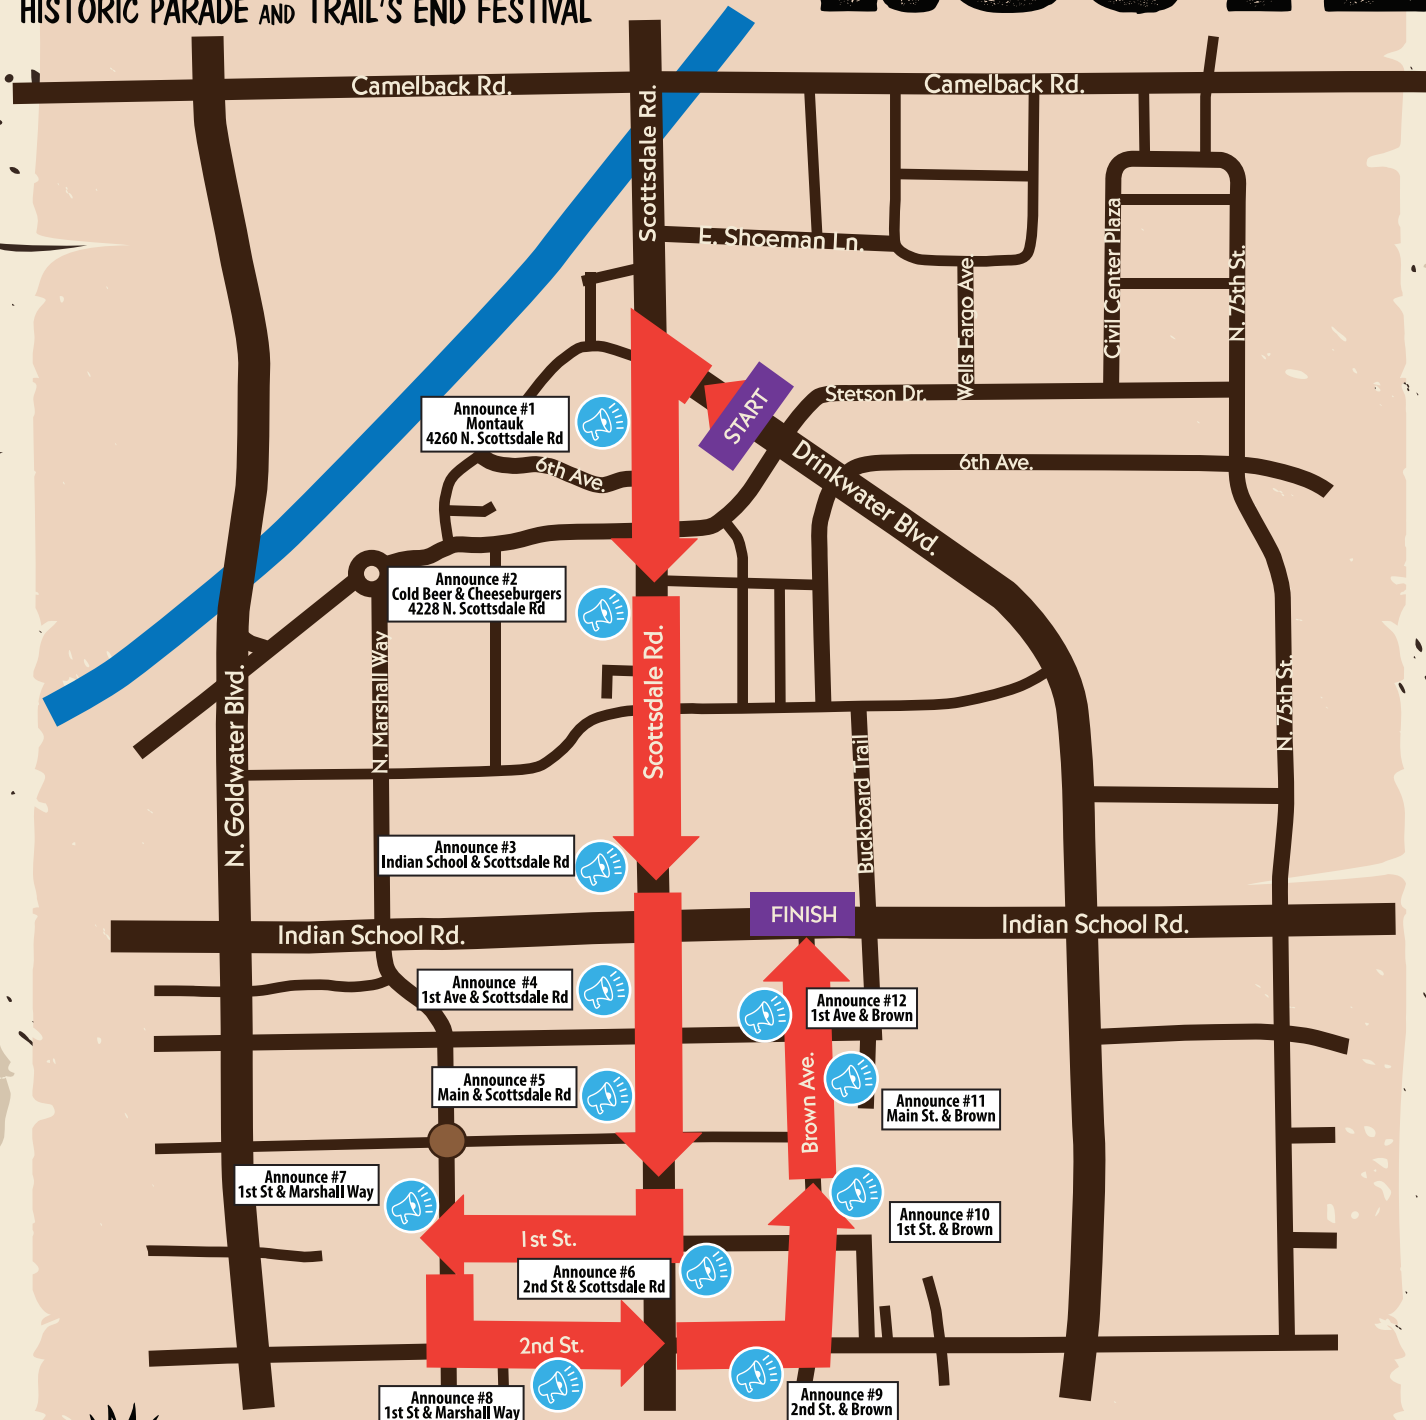 HISTORIC PARADE AND TRAIL'S END FESTIVAL
Camelback Rd.
Camelback Rd.
Scottsdale Rd.
E. Shoeman Ln.
Wells Fargo Ave.
Civil Center Plaza
N. 75th St.
START
Stetson Dr.
Announce #1
Montauk
4260 N. Scottsdale Rd
6th Ave.
6th Ave.
Drinkwater Blvd.
Announce #2
Cold Beer & Cheeseburgers
4228 N. Scottsdale Rd
N. Goldwater Blvd.
N. Marshall Way
Scottsdale Rd.
Buckboard Trail
N. 75th St.
Announce #3
Indian School & Scottsdale Rd
FINISH
Indian School Rd.
Indian School Rd.
Announce #4
1st Ave & Scottsdale Rd
Announce #12
1st Ave & Brown
Announce #5
Main & Scottsdale Rd
Brown Ave.
Announce #11
Main St. & Brown
Announce #7
1st St & Marshall Way
Announce #10
1st St. & Brown
1st St.
Announce #6
2nd St & Scottsdale Rd
2nd St.
Announce #8
1st St & Marshall Way
Announce #9
2nd St. & Brown